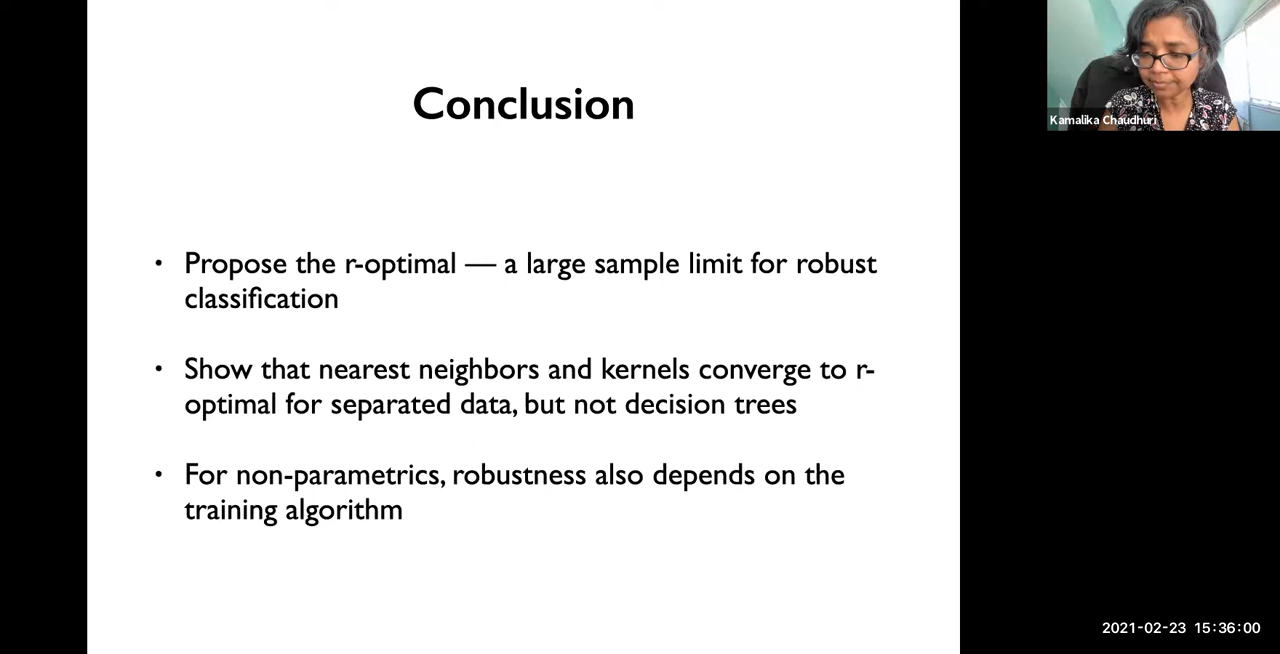 Conclusion
Kamalika Chaudhuri
• Propose the r-optimal — a large sample limit for robust
classification
• Show that nearest neighbors and kernels converge to r-
optimal for separated data, but not decision trees
• For non-parametrics, robustness also depends on the
training algorithm
2021-02-23 15:36:00